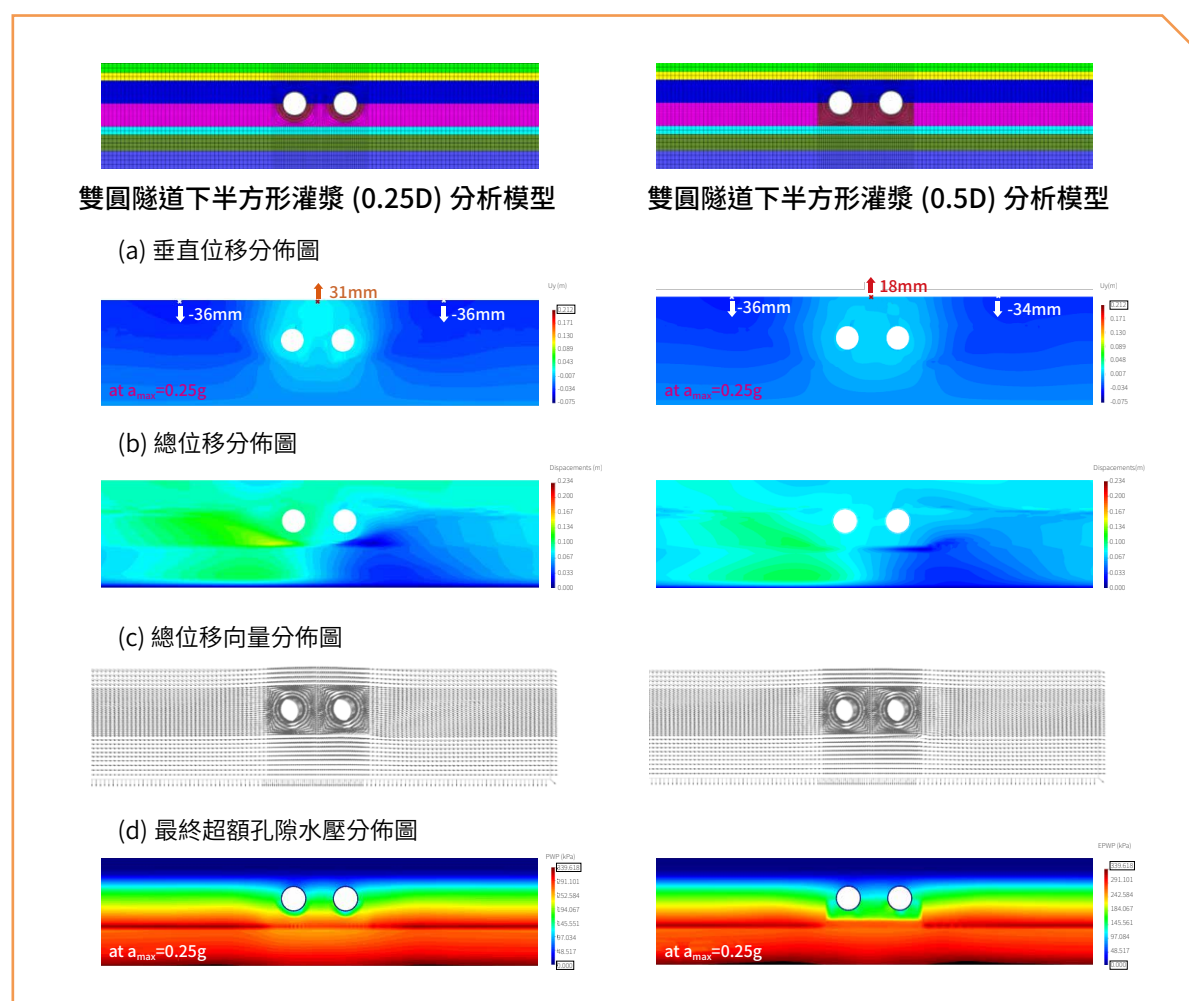 雙圓隧道下半方形灌漿 (0.25D) 分析模型
雙圓隧道下半方形灌漿 (0.5D) 分析模型
(a) 垂直位移分佈圖
31mm
-36mm
-36mm
at amax=0.25g
Uy (m)
0.212
0.171
0.130
0.089
0.043
-0.007
-0.034
-0.075
18mm
-36mm
-34mm
at amax=0.25g
Uy(m)
0.212
0.171
0.130
0.089
0.048
0.007
-0.034
-0.075
(b) 總位移分佈圖
Dispacements (m)
0.234
0.200
0.167
0.134
0.100
0.067
0.033
0.000
Dispacements(m)
0.234
0.200
0.167
0.134
0.100
0.067
0.033
0.000
(c) 總位移向量分佈圖
(d) 最終超額孔隙水壓分佈圖
at amax=0.25g
PWP (kPa)
339.618
291.101
252.584
194.067
145.551
97.034
48.517
0.000
at amax=0.25g
EPWP (kPa)
339.618
291.101
242.584
184.067
145.561
97.084
48.517
0.000